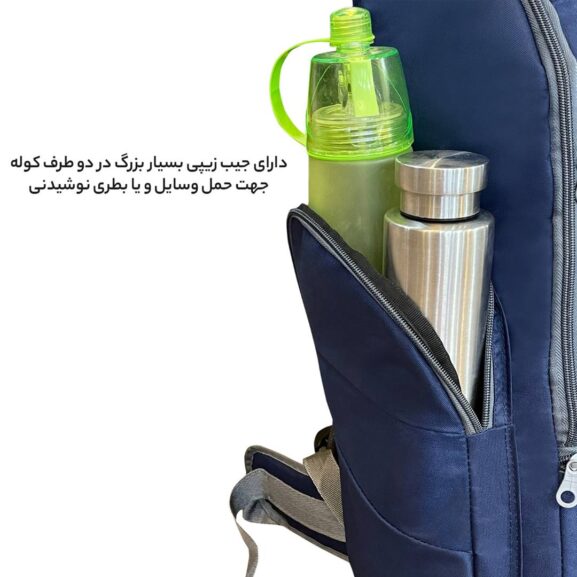 دارای جیب زیپی بسیار بزرگ در دو طرف کوله
جهت حمل وسایل و یا بطری نوشیدنی